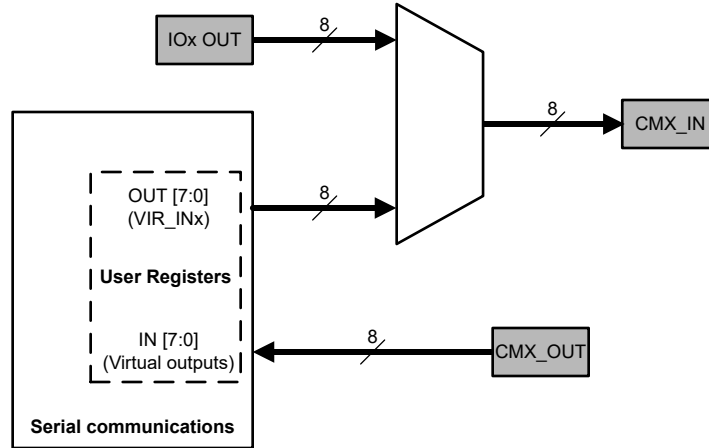 8
IOx OUT
8
CMX_IN
OUT [7:0]
(VIR_INx)
8
User Registers
IN [7:0]
(Virtual outputs)
8
CMX_OUT
Serial communications